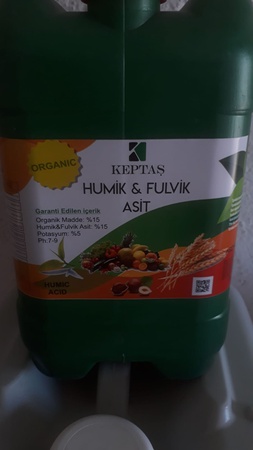 ORGANIC
KEPTAŞ
HUMİK & FULVİK
ASİT
Garanti Edilen İçerik
Organik Madde: %15
Humik&Fulvik Asit: %15
Potasyum: %5
Ph:7-9
HUMIC
ACID